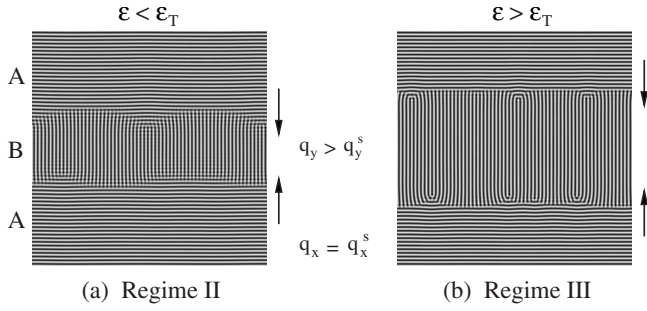 ε < ε_T
ε > ε_T
A
B
A
q_y > q_y^s
q_x = q_x^s
(a) Regime II
(b) Regime III